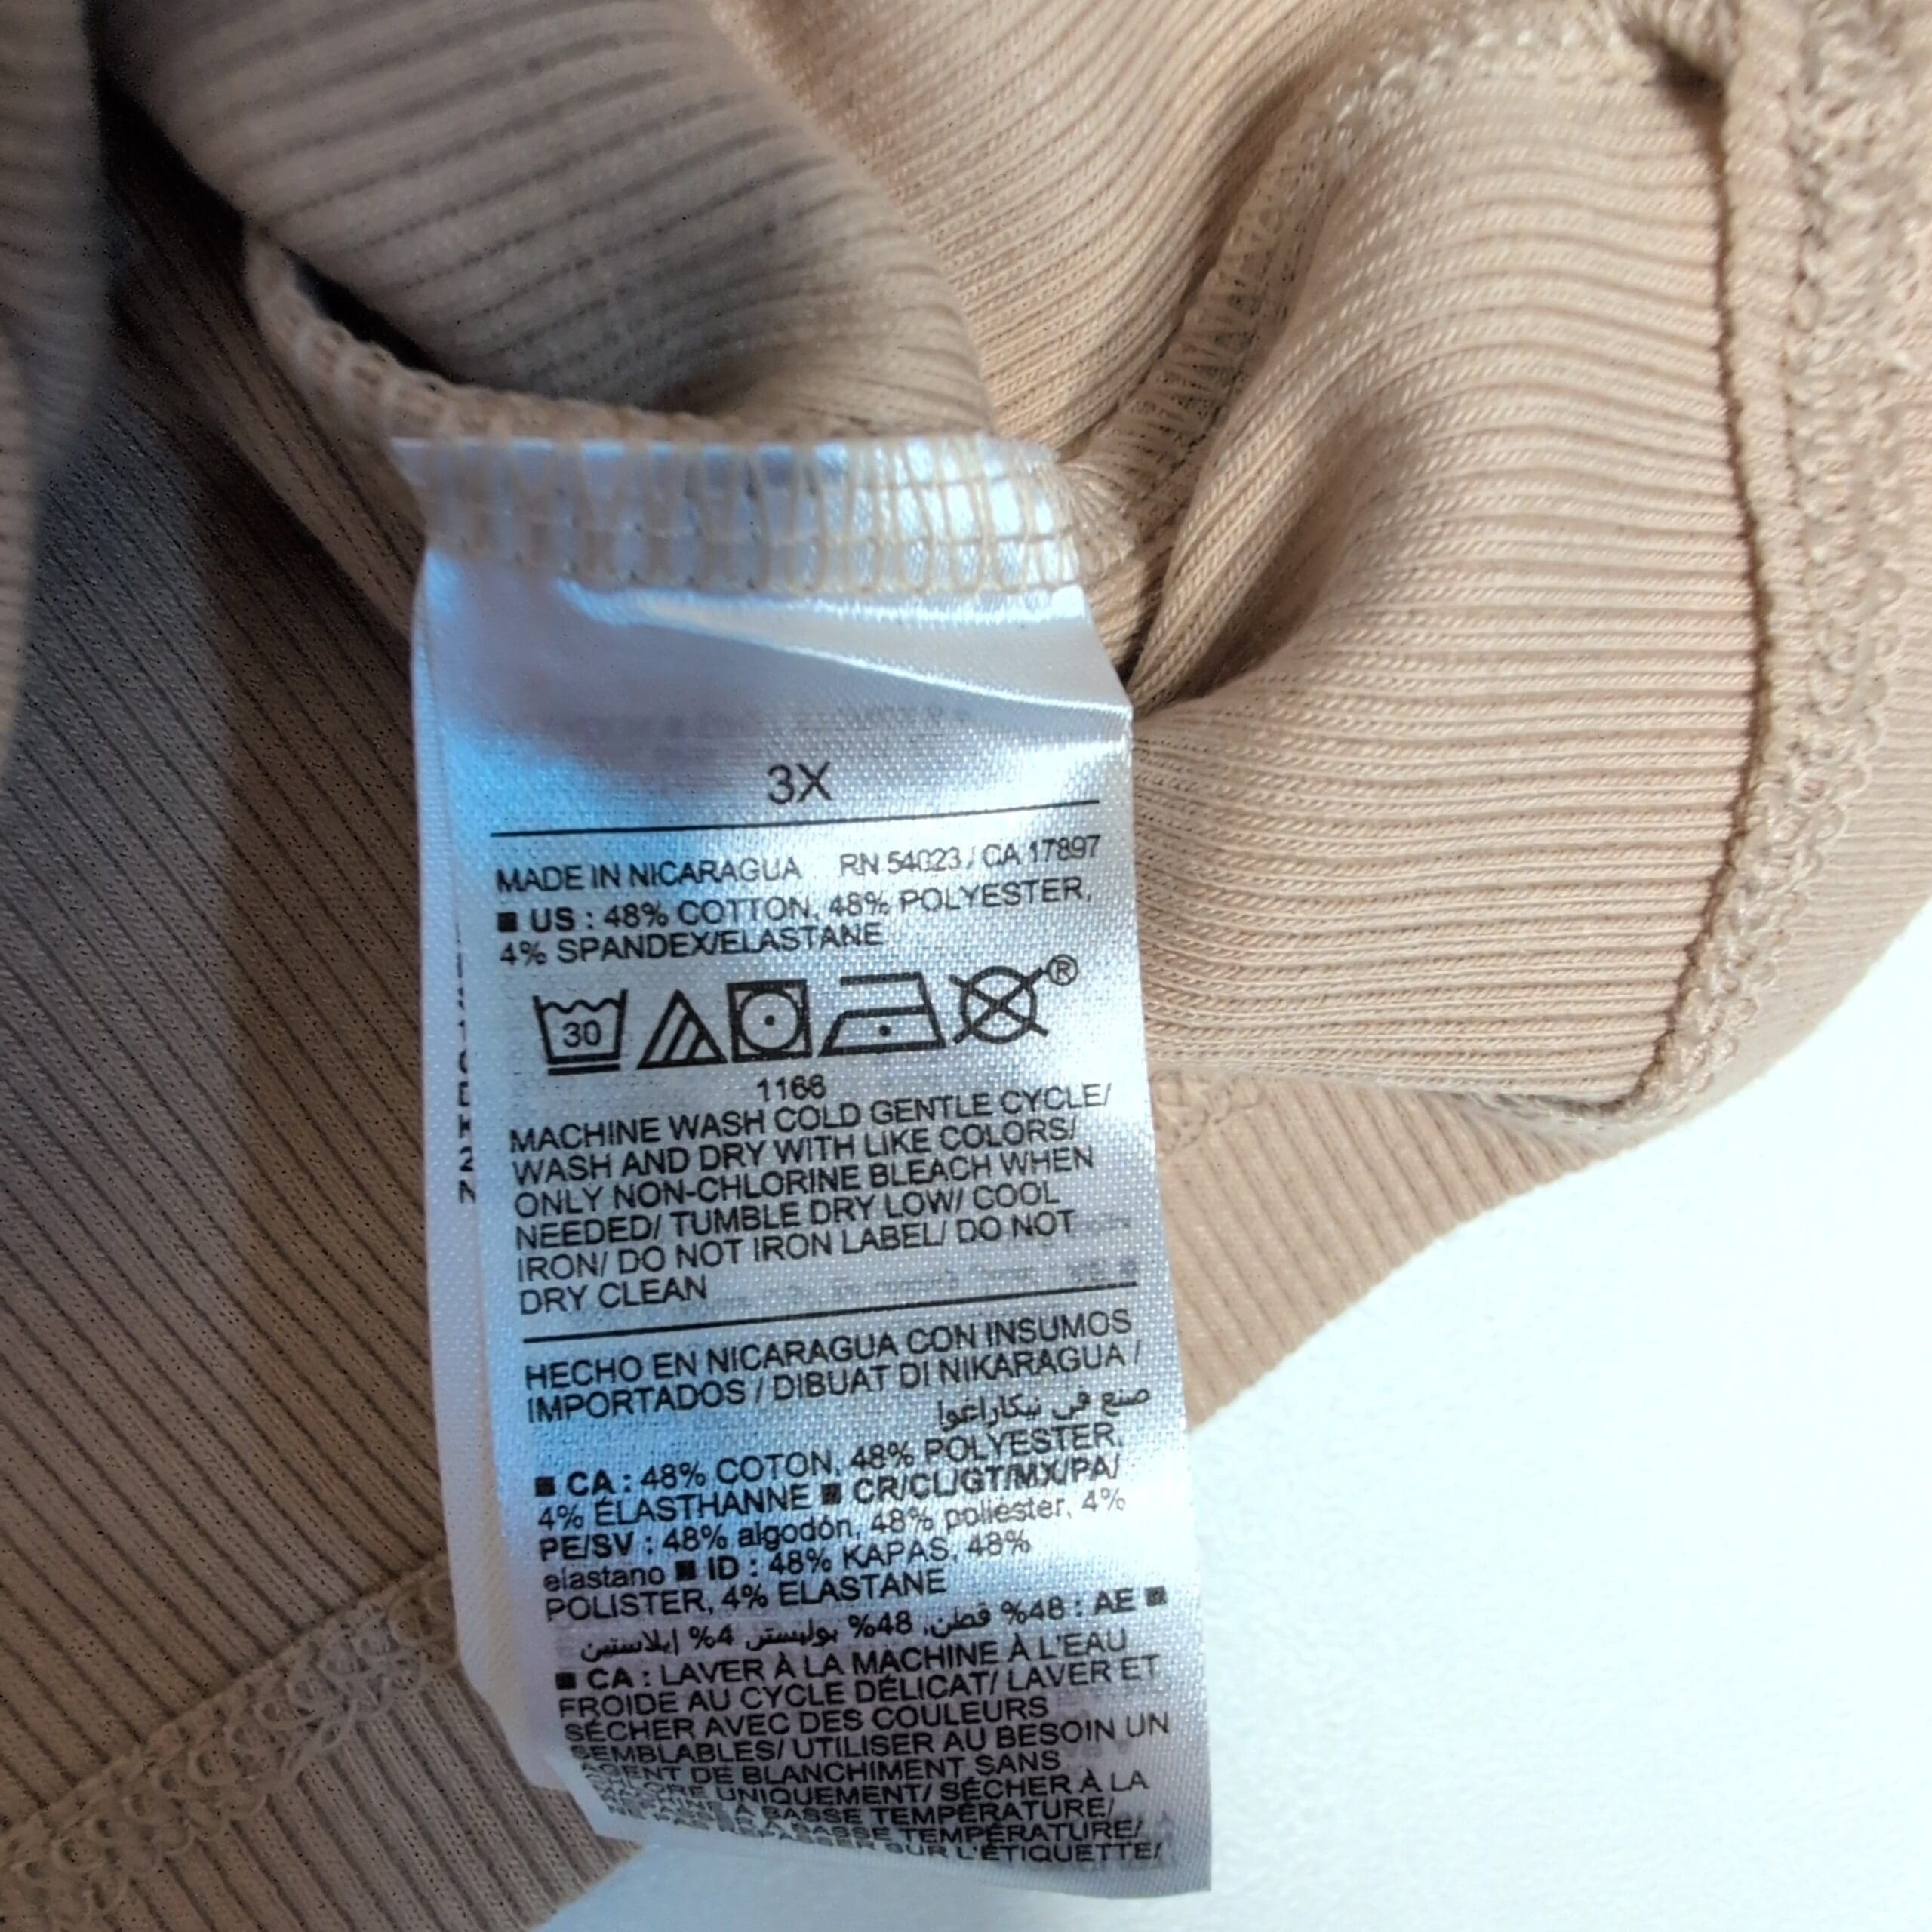 3X
MADE IN NICARAGUA RN 54023 / CA 17897
■ US : 48% COTTON, 48% POLYESTER,
4% SPANDEX/ELASTANE
30 ®
1166
MACHINE WASH COLD GENTLE CYCLE/
WASH AND DRY WITH LIKE COLORS/
ONLY NON-CHLORINE BLEACH WHEN
NEEDED/ TUMBLE DRY LOW/ COOL
IRON/ DO NOT IRON LABEL/ DO NOT
DRY CLEAN
HECHO EN NICARAGUA CON INSUMOS
IMPORTADOS / DIBUAT DI NIKARAGUA /
صنع في نيكاراغوا
■ CA : 48% COTON, 48% POLYESTER,
4% ÉLASTHANNE ■ CR/CL/GT/MX/PA/
PE/SV : 48% algodón, 48% poliéster, 4%
elastano ■ ID : 48% KAPAS, 48%
POLISTER, 4% ELASTANE
■ AE : 48% قطن, 48% بوليستر, 4% إيلاستين
■ CA : LAVER À LA MACHINE À L'EAU
FROIDE AU CYCLE DÉLICAT/ LAVER ET
SÉCHER AVEC DES COULEURS
SEMBLABLES/ UTILISER AU BESOIN UN
AGENT DE BLANCHIMENT SANS
CHLORE UNIQUEMENT/ SÉCHER À LA
MACHINE À BASSE TEMPÉRATURE/
À BASSE TEMPÉRATURE/
PAS REPASSER SUR L'ÉTIQUETTE/